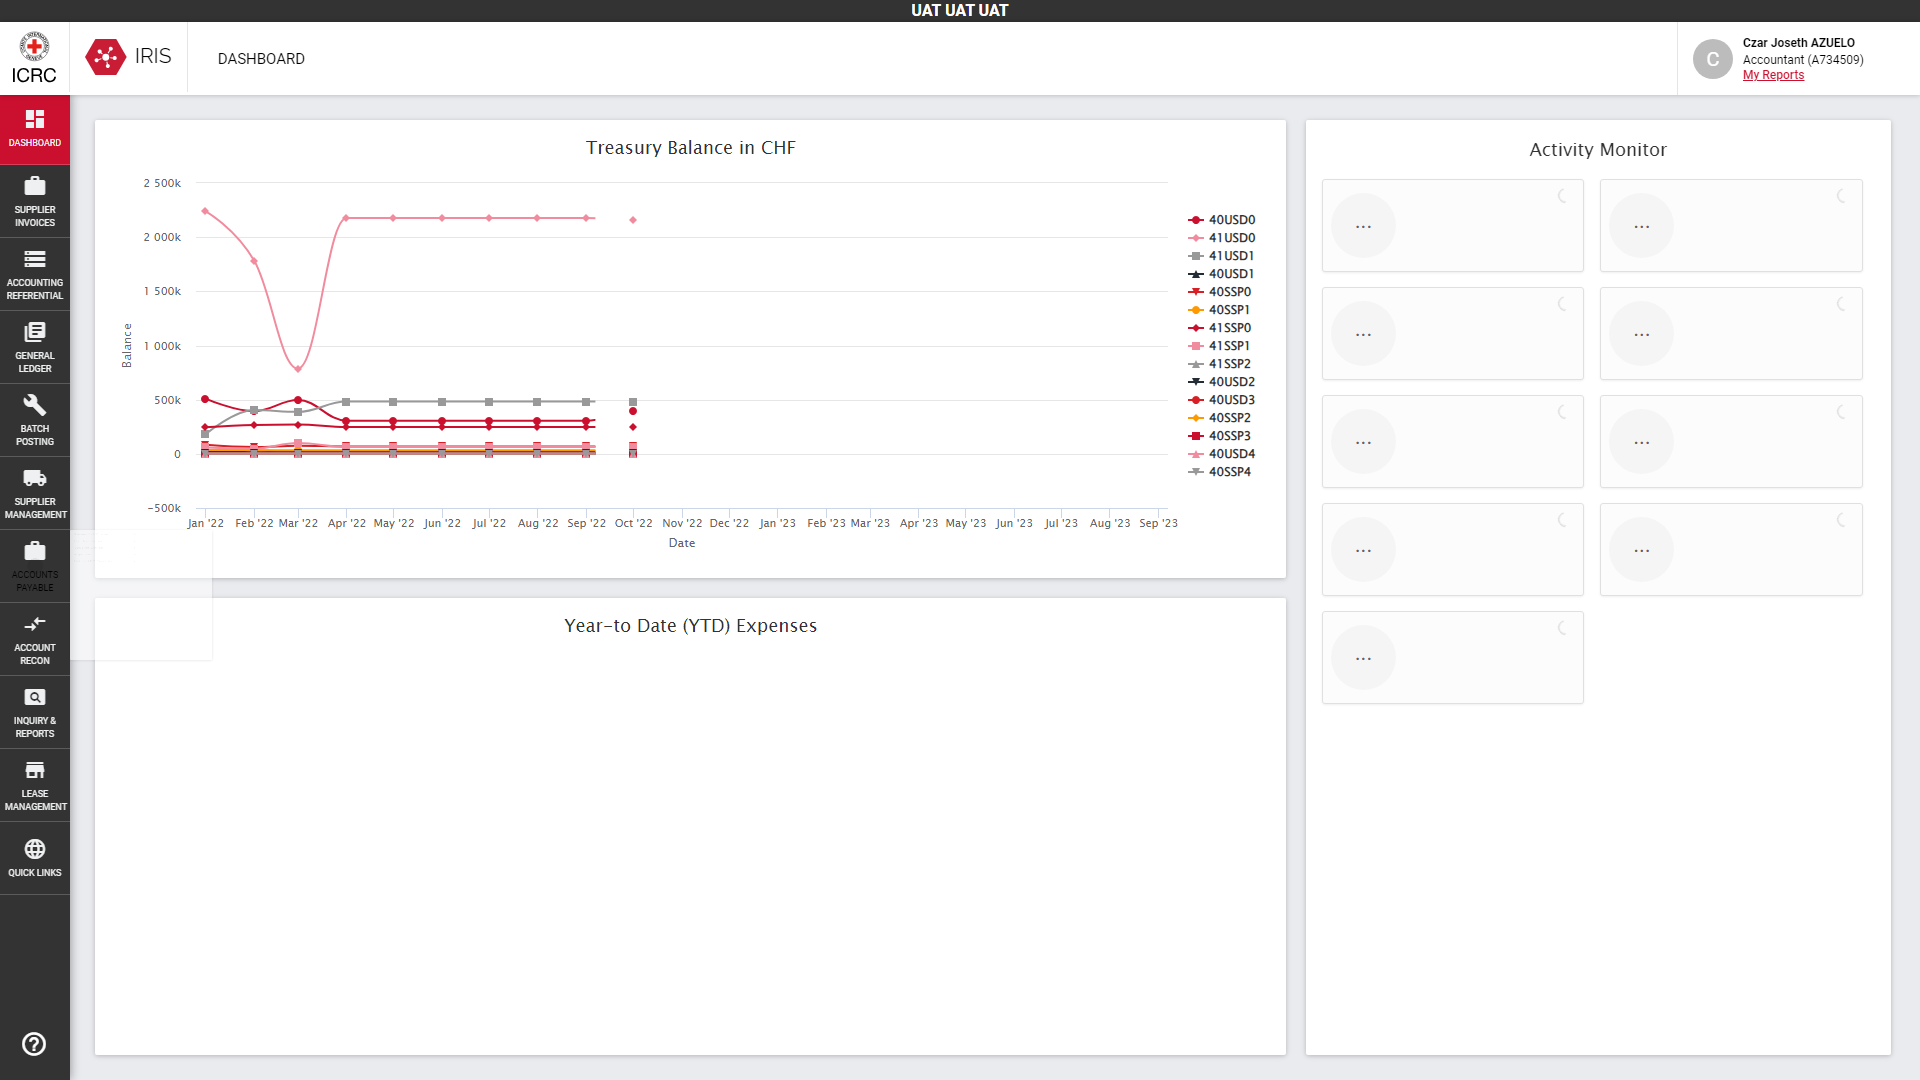 UAT UAT UAT
ICRC
IRIS
DASHBOARD
C
Czar Joseth AZUELO
Accountant (A734509)
My Reports
DASHBOARD
SUPPLIER
INVOICES
ACCOUNTING
REFERENTIAL
GENERAL
LEDGER
BATCH
POSTING
SUPPLIER
MANAGEMENT
ACCOUNTS
PAYABLE
ACCOUNT
RECON
INQUIRY &
REPORTS
LEASE
MANAGEMENT
QUICK LINKS
Treasury Balance in CHF
Balance
2 500k
2 000k
1 500k
1 000k
500k
0
−500k
Jan '22 Feb '22 Mar '22 Apr '22 May '22 Jun '22 Jul '22 Aug '22 Sep '22 Oct '22 Nov '22 Dec '22 Jan '23 Feb '23 Mar '23 Apr '23 May '23 Jun '23 Jul '23 Aug '23 Sep '23
Date
40USD0
41USD0
41USD1
40USD1
40SSP0
40SSP1
41SSP0
41SSP1
41SSP2
40USD2
40USD3
40SSP2
40SSP3
40USD4
40SSP4
Year-to Date (YTD) Expenses
Activity Monitor
... ...
... ...
... ...
... ...
...